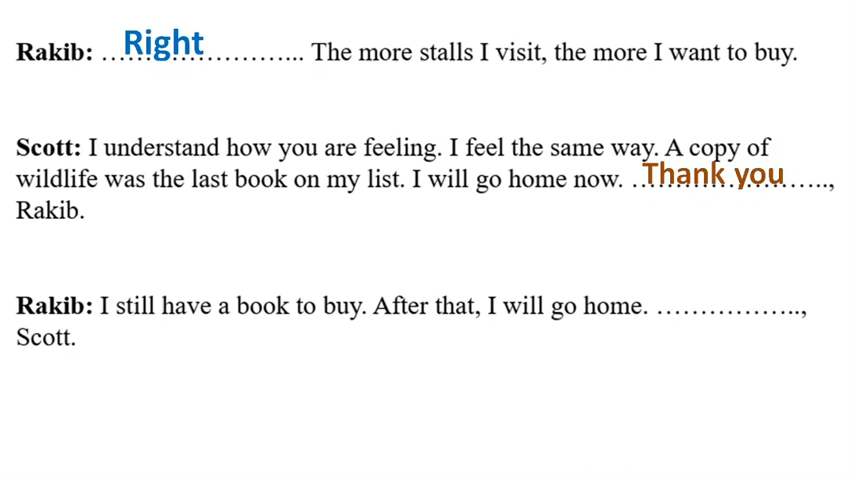 Rakib: ……Right………………... The more stalls I visit, the more I want to buy.
Scott: I understand how you are feeling. I feel the same way. A copy of
wildlife was the last book on my list. I will go home now. …Thank you…..,
Rakib.
Rakib: I still have a book to buy. After that, I will go home. ……………..,
Scott.